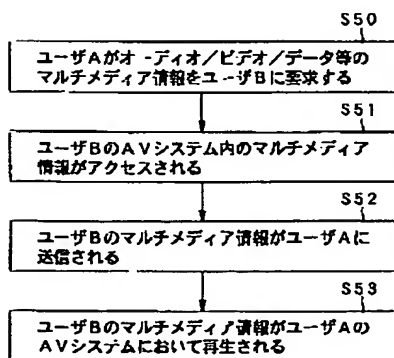 S50
ユーザAがオ-ディオ/ビデオ/データ等の
マルチメディア情報をユーザBに要求する
S51
ユーザBのAVシステム内のマルチメディア
情報がアクセスされる
S52
ユーザBのマルチメディア情報がユーザAに
送信される
S53
ユーザBのマルチメディア情報がユーザAの
AVシステムにおいて再生される